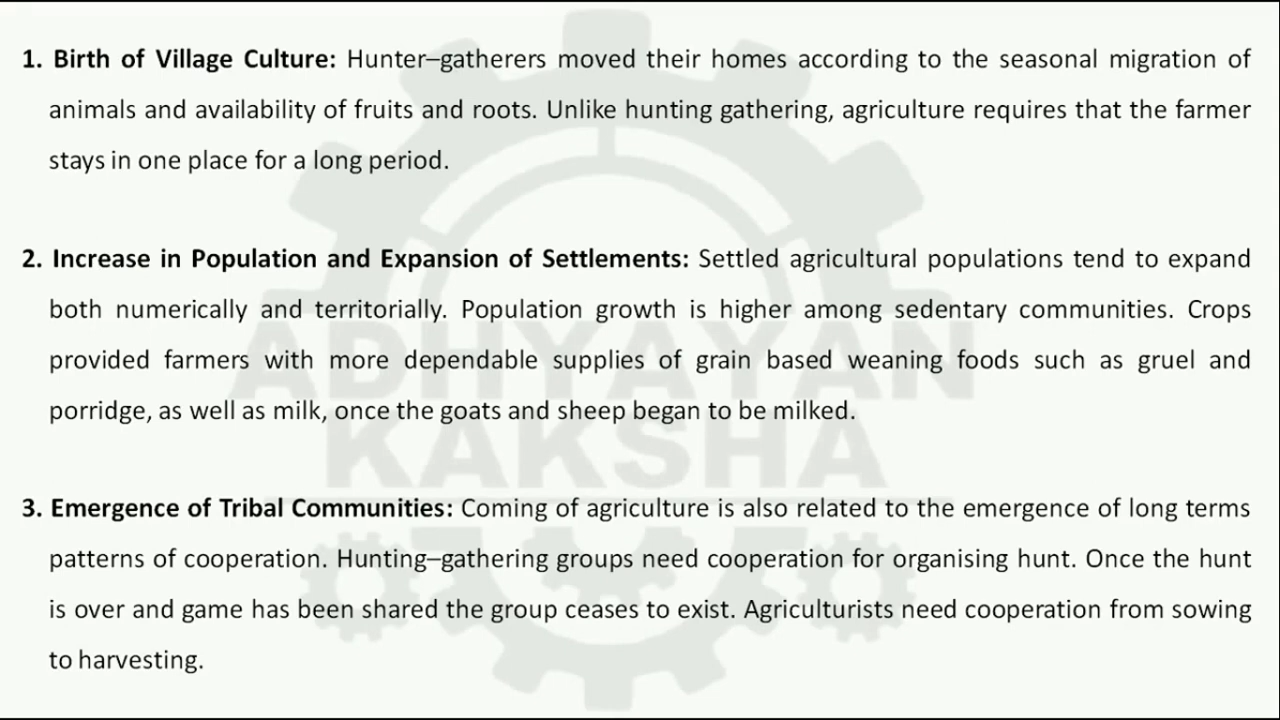 1. Birth of Village Culture: Hunter–gatherers moved their homes according to the seasonal migration of
animals and availability of fruits and roots. Unlike hunting gathering, agriculture requires that the farmer
stays in one place for a long period.
2. Increase in Population and Expansion of Settlements: Settled agricultural populations tend to expand
both numerically and territorially. Population growth is higher among sedentary communities. Crops
provided farmers with more dependable supplies of grain based weaning foods such as gruel and
porridge, as well as milk, once the goats and sheep began to be milked.
ADHYAYAN
KAKSHA
3. Emergence of Tribal Communities: Coming of agriculture is also related to the emergence of long terms
patterns of cooperation. Hunting–gathering groups need cooperation for organising hunt. Once the hunt
is over and game has been shared the group ceases to exist. Agriculturists need cooperation from sowing
to harvesting.